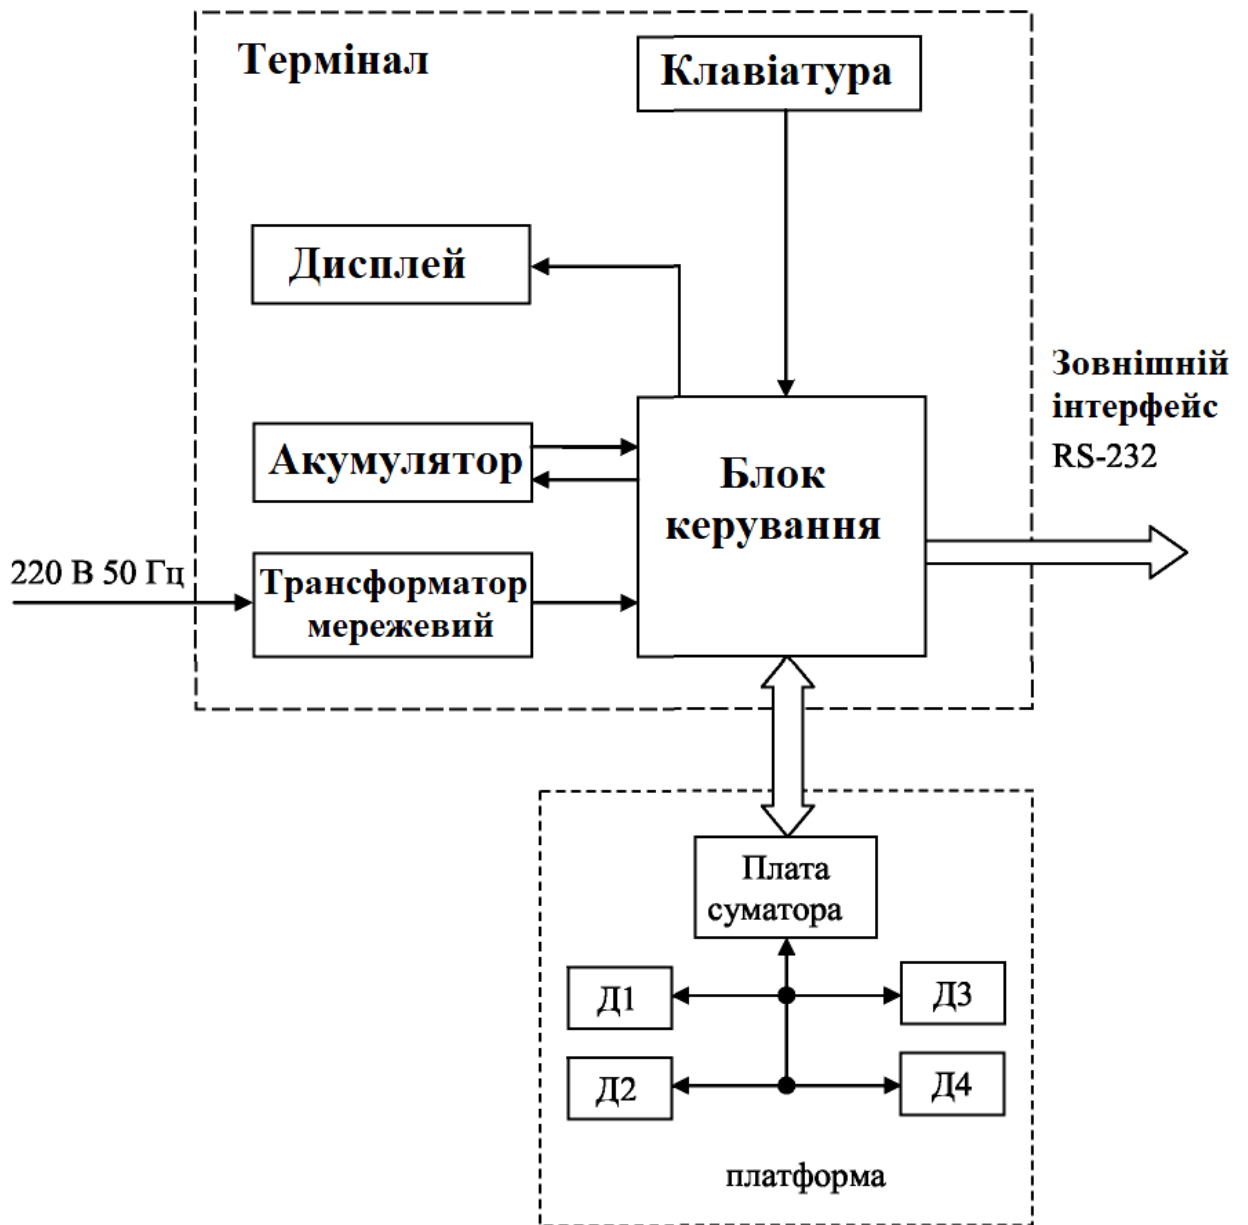 Термінал
Клавіатура
Дисплей
Зовнішній
інтерфейс
RS-232
Акумулятор
Блок
керування
220 В 50 Гц
Трансформатор
мережевий
Плата
суматора
Д1
Д3
Д2
Д4
платформа